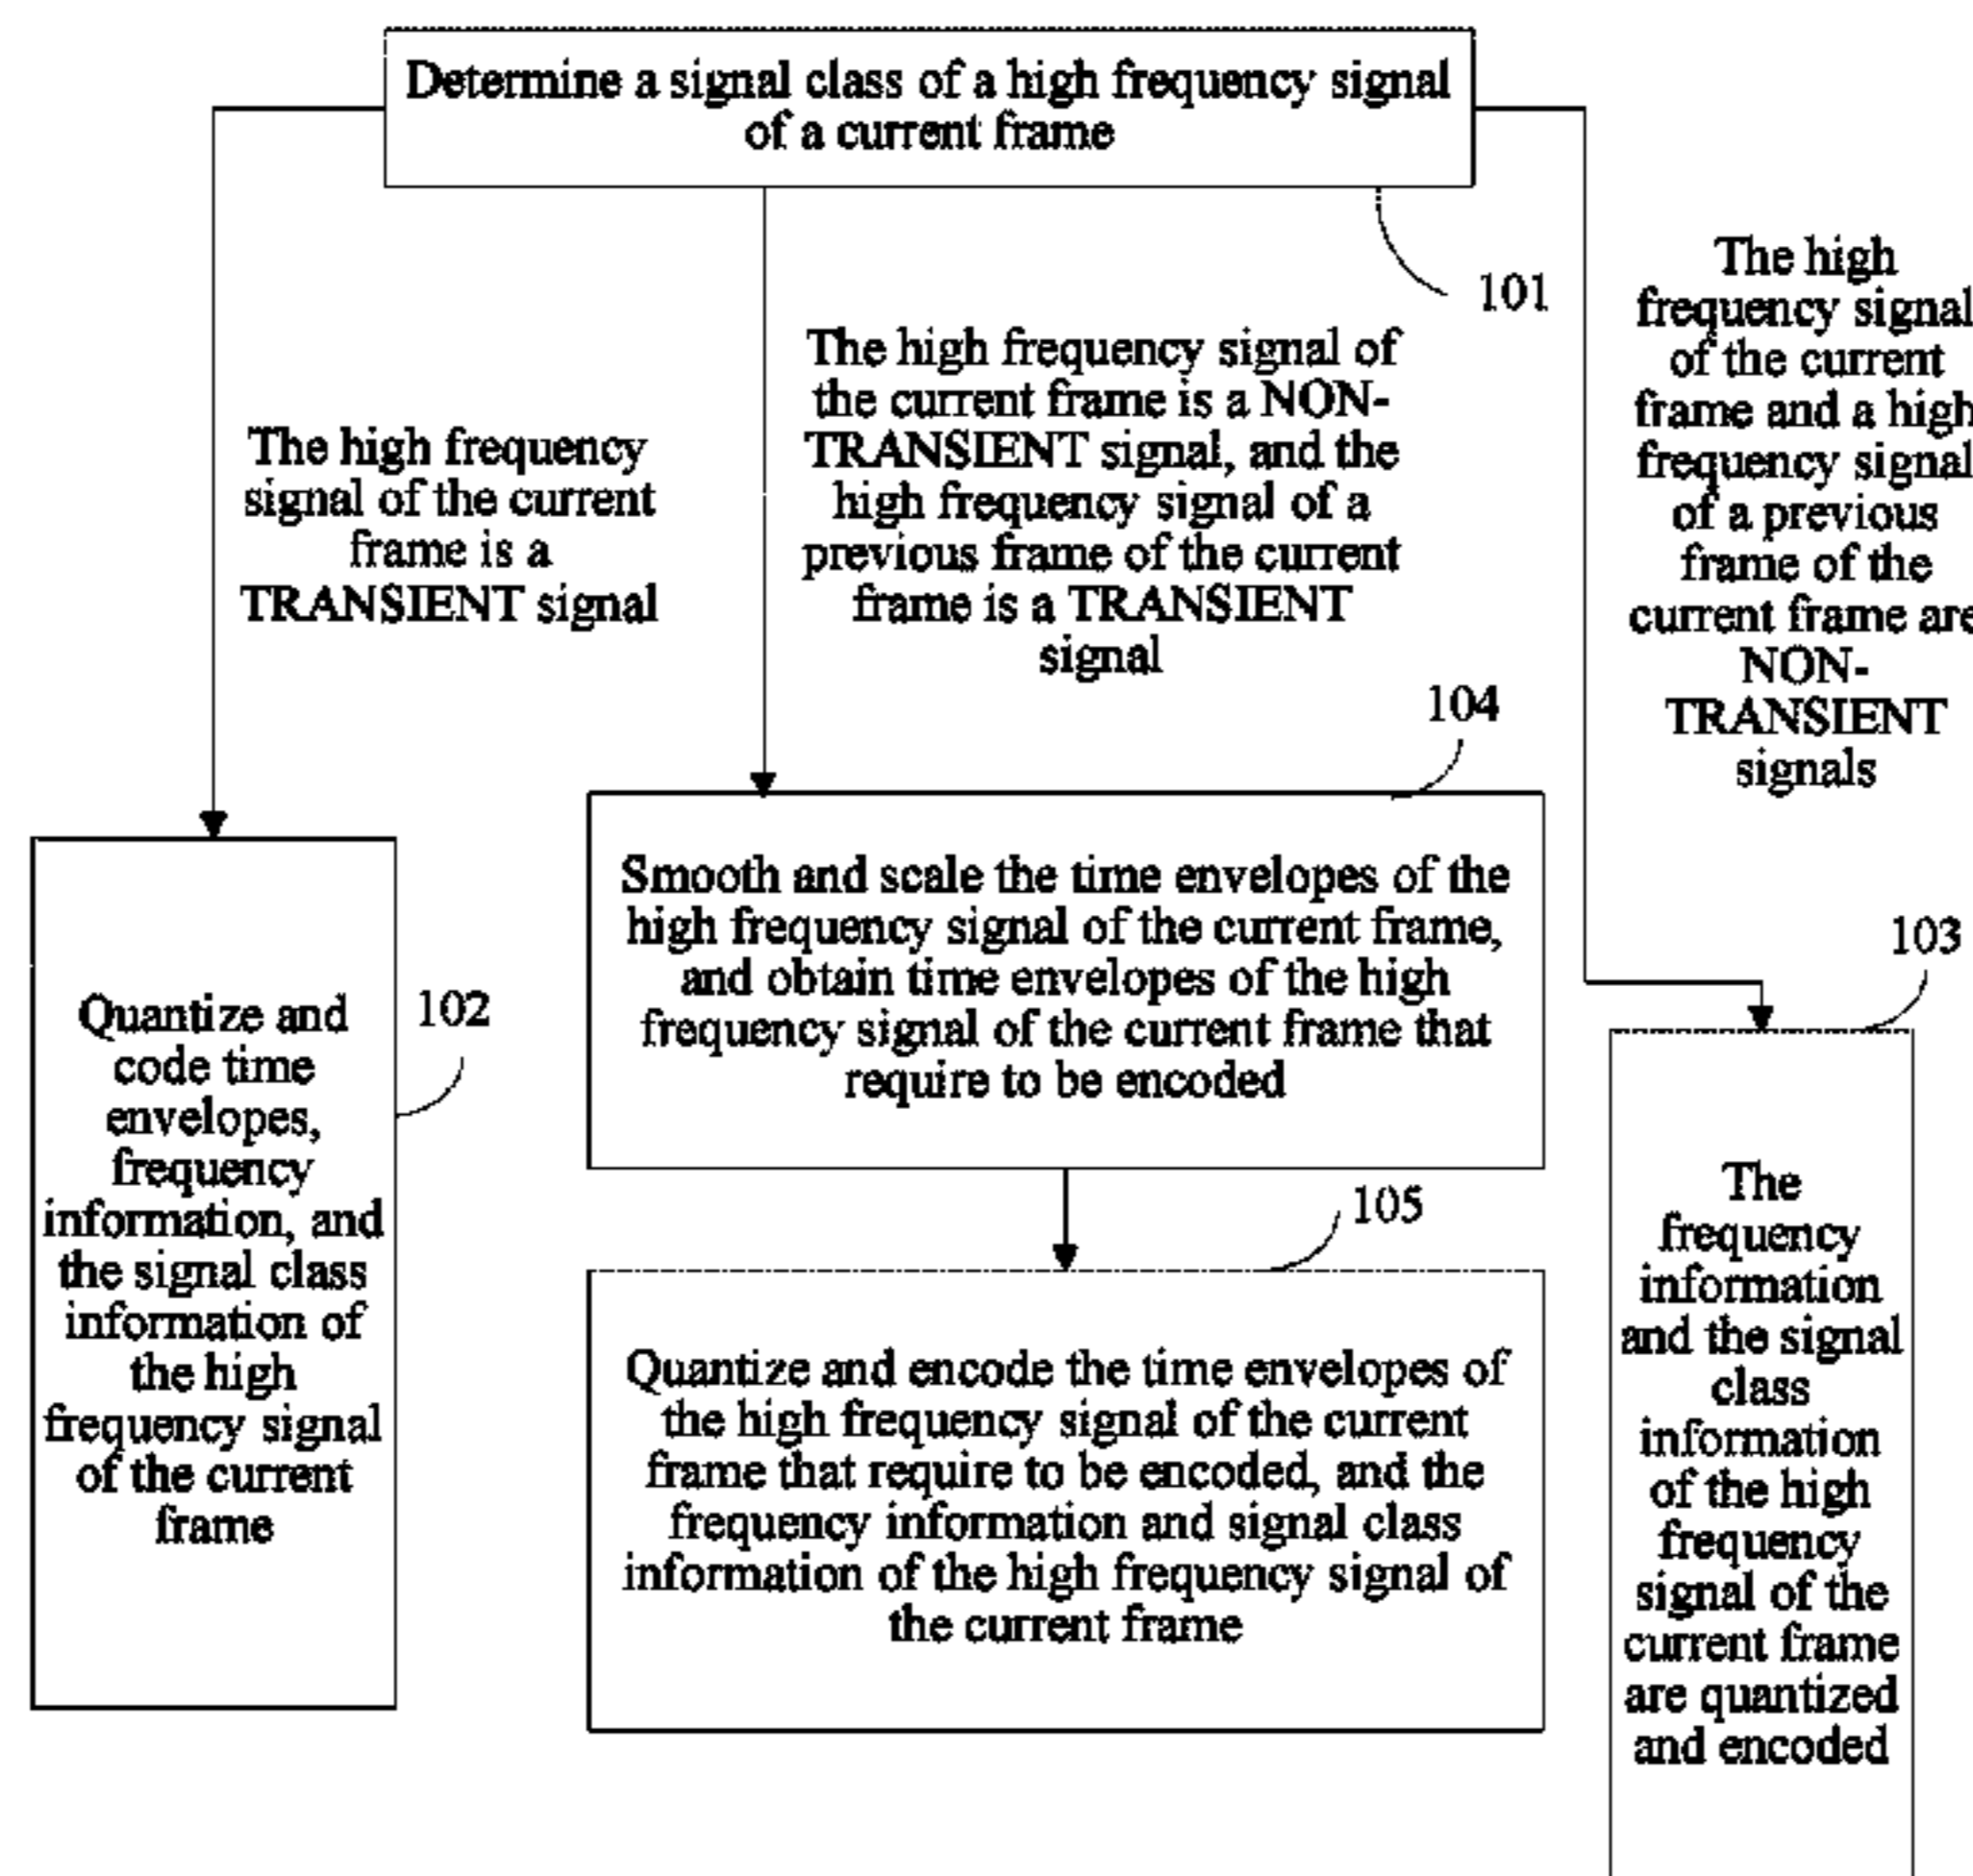 Determine a signal class of a high frequency signal
of a current frame
101
The high frequency
signal of the current
frame is a
TRANSIENT signal
The high frequency signal of
the current frame is a NON-
TRANSIENT signal, and the
high frequency signal of a
previous frame of the current
frame is a TRANSIENT
signal
The high
frequency signal
of the current
frame and a high
frequency signal
of a previous
frame of the
current frame are
NON-
TRANSIENT
signals
102
Quantize and
code time
envelopes,
frequency
information, and
the signal class
information of
the high
frequency signal
of the current
frame
104
Smooth and scale the time envelopes of the
high frequency signal of the current frame,
and obtain time envelopes of the high
frequency signal of the current frame that
require to be encoded
105
Quantize and encode the time envelopes of
the high frequency signal of the current
frame that require to be encoded, and the
frequency information and signal class
information of the high frequency signal of
the current frame
103
The
frequency
information
and the signal
class
information
of the high
frequency
signal of the
current frame
are quantized
and encoded